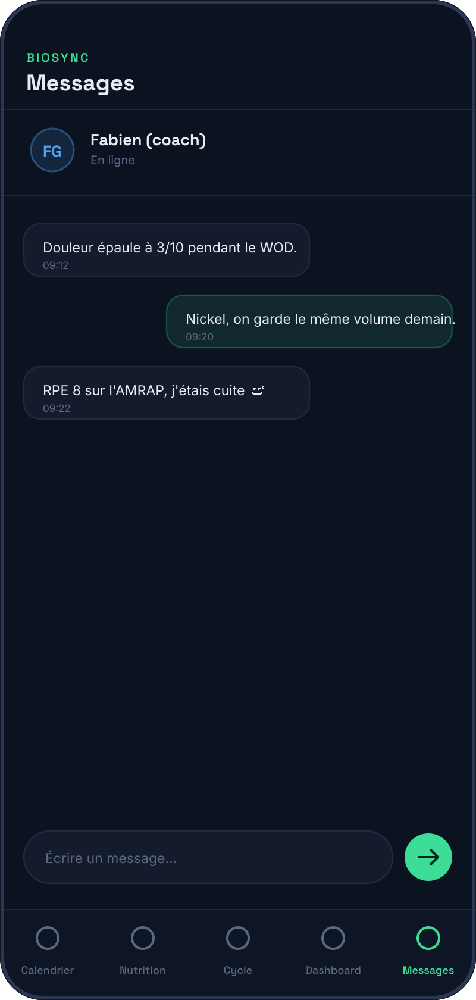 BIOSYNC
Messages
FG
Fabien (coach)
En ligne
Douleur épaule à 3/10 pendant le WOD.
09:12
Nickel, on garde le même volume demain.
09:20
RPE 8 sur l'AMRAP, j'étais cuite
09:22
Écrire un message...
Calendrier
Nutrition
Cycle
Dashboard
Messages